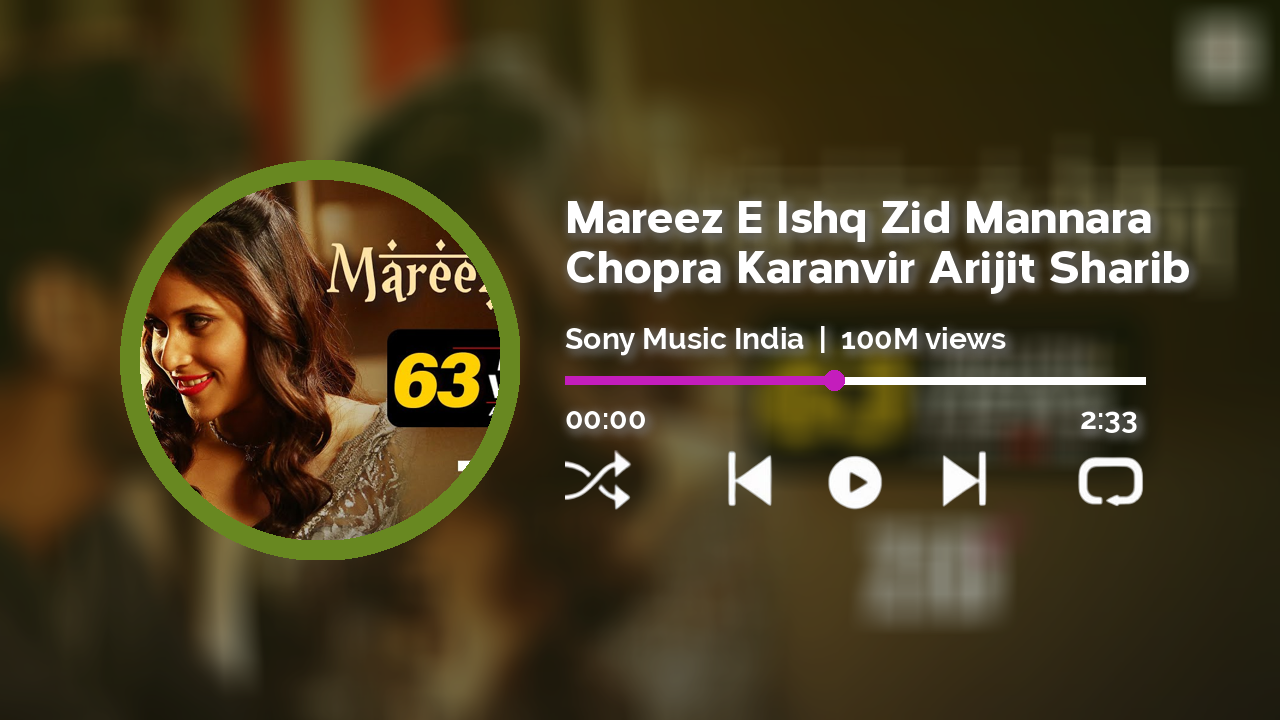 Mareez
63
Mareez E Ishq Zid Mannara
Chopra Karanvir Arijit Sharib
Sony Music India | 100M views
00:00
2:33